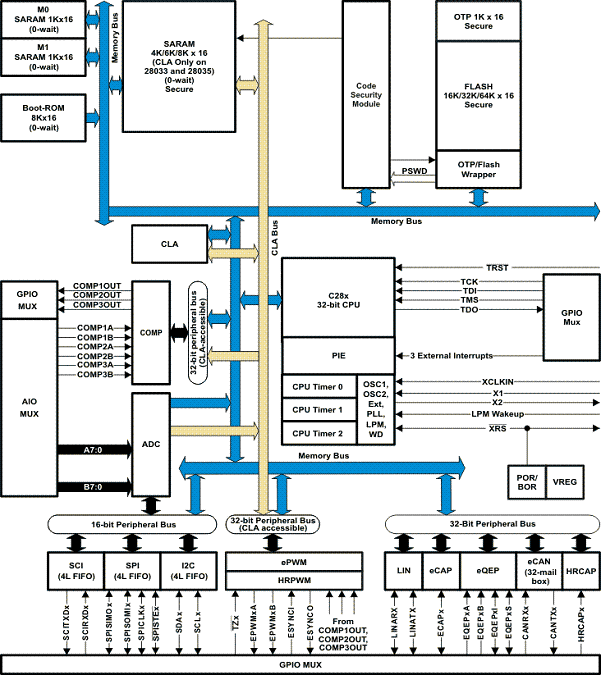 M0
SARAM 1Kx16
(0-wait)
M1
SARAM 1Kx16
(0-wait)
Boot-ROM
8Kx16
(0-wait)
Memory Bus
SARAM
4K/6K/8K x 16
(CLA Only on
28033 and 28035)
(0-wait)
Secure
Code
Security
Module
OTP 1K x 16
Secure
FLASH
16K/32K/64K x 16
Secure
OTP/Flash
Wrapper
PSWD
Memory Bus
CLA Bus
CLA
C28x
32-bit CPU
PIE
CPU Timer 0
CPU Timer 1
CPU Timer 2
OSC1,
OSC2,
Ext,
PLL,
LPM,
WD
TRST
TCK
TDI
TMS
TDO
GPIO
Mux
3 External Interrupts
XCLKIN
X1
X2
LPM Wakeup
XRS
POR/
BOR
VREG
GPIO
MUX
COMP1OUT
COMP2OUT
COMP3OUT
COMP
AIO
MUX
COMP1A
COMP1B
COMP2A
COMP2B
COMP3A
COMP3B
32-bit peripheral bus
(CLA-accessible)
ADC
A7:0
B7:0
Memory Bus
16-bit Peripheral Bus
32-bit Peripheral Bus
(CLA accessible)
32-Bit Peripheral Bus
SCI
(4L FIFO)
SPI
(4L FIFO)
I2C
(4L FIFO)
ePWM
HRPWM
LIN
eCAP
eQEP
eCAN
(32-mail
box)
HRCAP
SCITXDx
SCIRXDx
SPISIMOx
SPISOMIx
SPICLKx
SPISTEx
SDAx
SCLx
TZx
EPWMxA
EPWMxB
ESYNCI
ESYNCO
From
COMP1OUT,
COMP2OUT,
COMP3OUT
LINARX
LINATX
ECAPx
EQEPxA
EQEPxB
EQEPxI
EQEPxS
CANRXx
CANTXx
HRCAPx
GPIO MUX